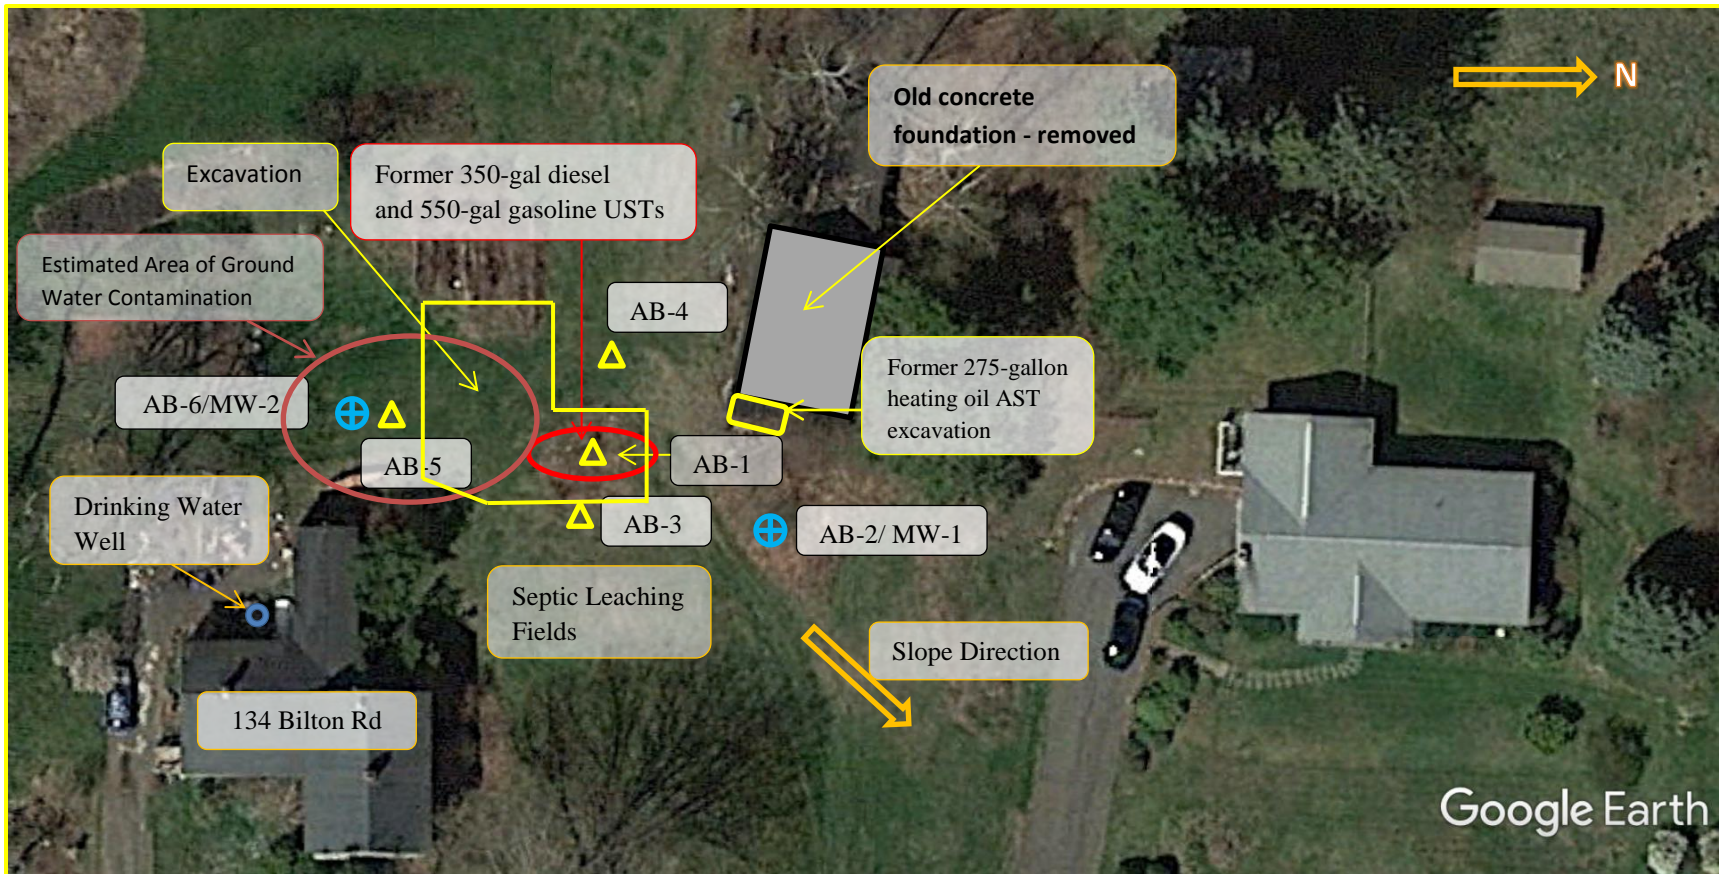 N
Old concrete
foundation - removed
Excavation
Former 350-gal diesel
and 550-gal gasoline USTs
Estimated Area of Ground
Water Contamination
AB-4
Former 275-gallon
heating oil AST
excavation
AB-6/MW-2
AB-5
AB-1
Drinking Water
Well
AB-3
AB-2/ MW-1
Septic Leaching
Fields
Slope Direction
134 Bilton Rd
Google Earth